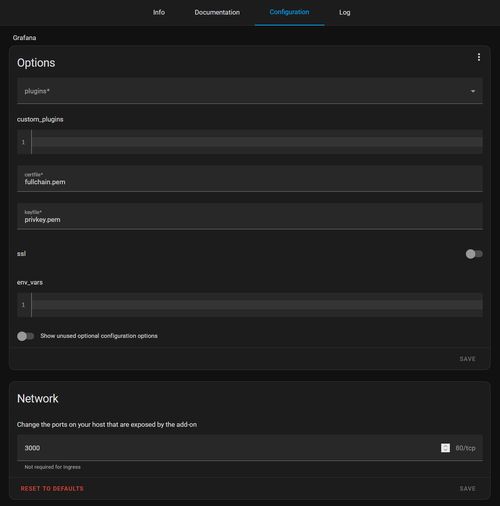 Info Documentation Configuration Log
Grafana
Options
plugins*
custom_plugins
1
certfile*
fullchain.pem
keyfile*
privkey.pem
ssl
env_vars
1
Show unused optional configuration options
SAVE
Network
Change the ports on your host that are exposed by the add-on
3000 80/tcp
Not required for Ingress
RESET TO DEFAULTS SAVE